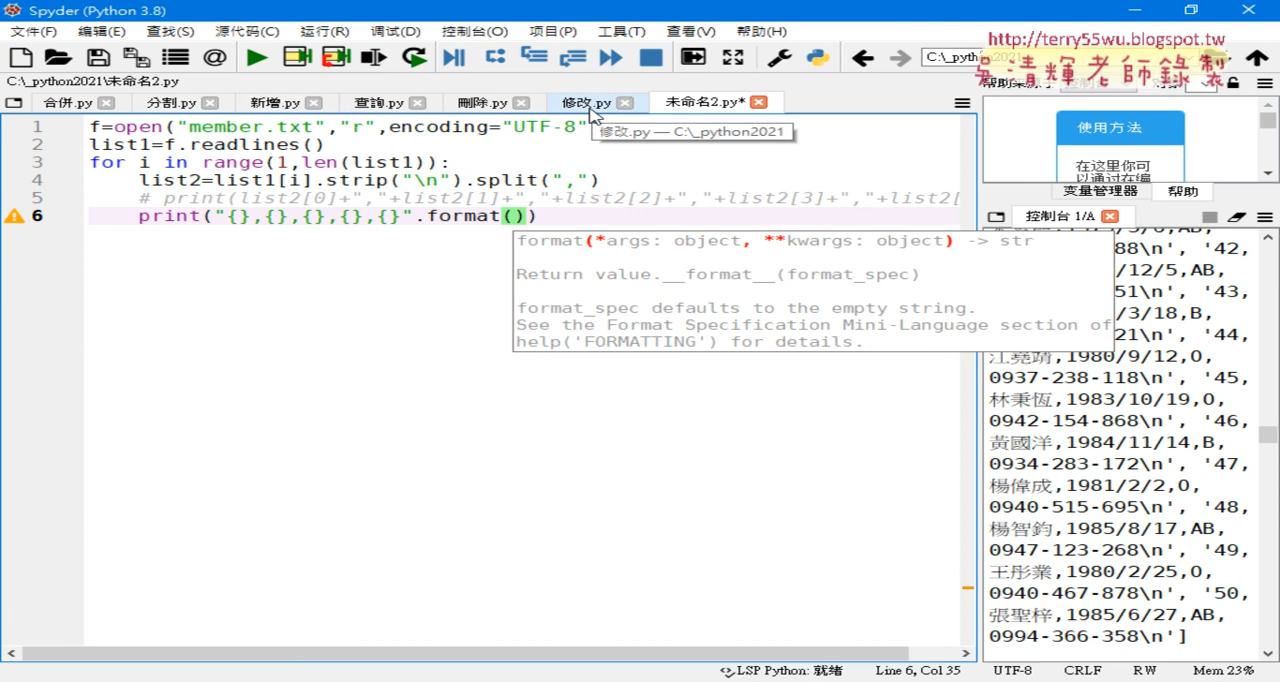 Spyder (Python 3.8)
文件(F) 编辑(E) 查找(S) 源代码(C) 运行(R) 调试(D) 控制台(O) 项目(P) 工具(T) 查看(V) 帮助(H)
http://terry55wu.blogspot.tw
吳清輝老師錄製
C:\_python2021
C:\_python2021\未命名2.py
合併.py 分割.py 新增.py 查詢.py 刪除.py 修改.py 未命名2.py*
修改.py — C:\_python2021
1 f=open("member.txt","r",encoding="UTF-8"
2 list1=f.readlines()
3 for i in range(1,len(list1)):
4 list2=list1[i].strip("\n").split(",")
5 # print(list2[0]+","+list2[1]+","+list2[2]+","+list2[3]+","+list2[
6 print("{},{},{},{},{}".format())
format(*args: object, **kwargs: object) -> str
Return value.__format__(format_spec)
format_spec defaults to the empty string.
See the Format Specification Mini-Language section of
help('FORMATTING') for details.
使用方法
在这里你可
以通过在编
变量管理器 帮助
控制台 1/A
88\n', '42,
/12/5,AB,
51\n', '43,
/3/18,B,
21\n', '44,
江堯靖,1980/9/12,O,
0937-238-118\n', '45,
林秉恆,1983/10/19,O,
0942-154-868\n', '46,
黃國洋,1984/11/14,B,
0934-283-172\n', '47,
楊偉成,1981/2/2,O,
0940-515-695\n', '48,
楊智鈞,1985/8/17,AB,
0947-123-268\n', '49,
王彤業,1980/2/25,O,
0940-467-878\n', '50,
張聖梓,1985/6/27,AB,
0994-366-358\n']
LSP Python: 就绪 Line 6, Col 35 UTF-8 CRLF RW Mem 23%